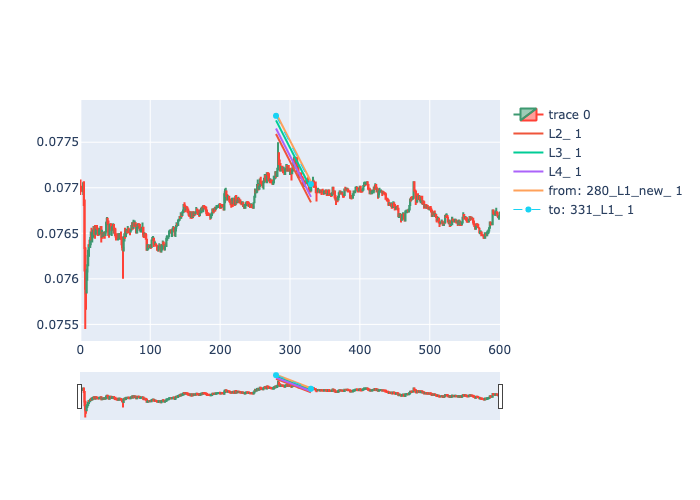 0.0775
0.077
0.0765
0.076
0.0755
0 100 200 300 400 500 600
trace 0
L2_ 1
L3_ 1
L4_ 1
from: 280_L1_new_ 1
to: 331_L1_ 1